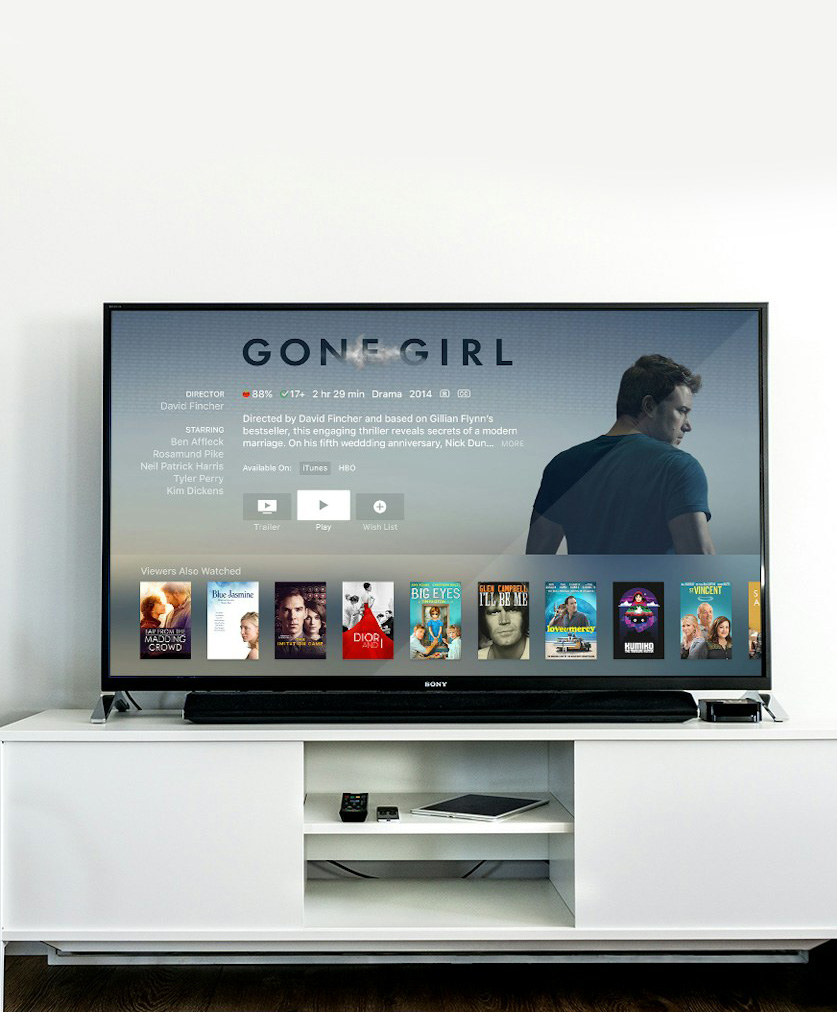 GONE GIRL
DIRECTOR
David Fincher
STARRING
Ben Affleck
Rosamund Pike
Neil Patrick Harris
Tyler Perry
Kim Dickens
88% 17+ 2 hr 29 min Drama 2014 CC
Directed by David Fincher and based on Gillian Flynn's
bestseller, this engaging thriller reveals secrets of a modern
marriage. On his fifth weddding anniversary, Nick Dun... MORE
Available On: iTunes HBO
Trailer Play Wish List
Viewers Also Watched
FAR FROM THE
MADDING
CROWD
Blue Jasmine
IMITATION GAME
DIOR
AND I
BIG EYES
GLEN CAMPBELL
I'LL BE ME
love&mercy
KUMIKO
ST. VINCENT
SONY